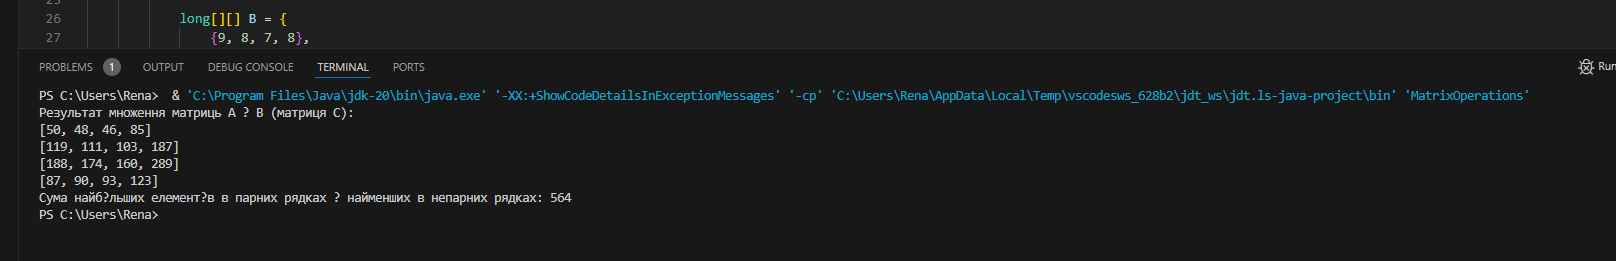 26 long[][] B = {
27 {9, 8, 7, 8},
PROBLEMS 1 OUTPUT DEBUG CONSOLE TERMINAL PORTS
PS C:\Users\Rena> & 'C:\Program Files\Java\jdk-20\bin\java.exe' '-XX:+ShowCodeDetailsInExceptionMessages' '-cp' 'C:\Users\Rena\AppData\Local\Temp\vscodesws_628b2\jdt_ws\jdt.ls-java-project\bin' 'MatrixOperations'
Результат множення матриць A ? B (матриця C):
[50, 48, 46, 85]
[119, 111, 103, 187]
[188, 174, 160, 289]
[87, 90, 93, 123]
Сума найб?льших елемент?в в парних рядках ? найменших в непарних рядках: 564
PS C:\Users\Rena>